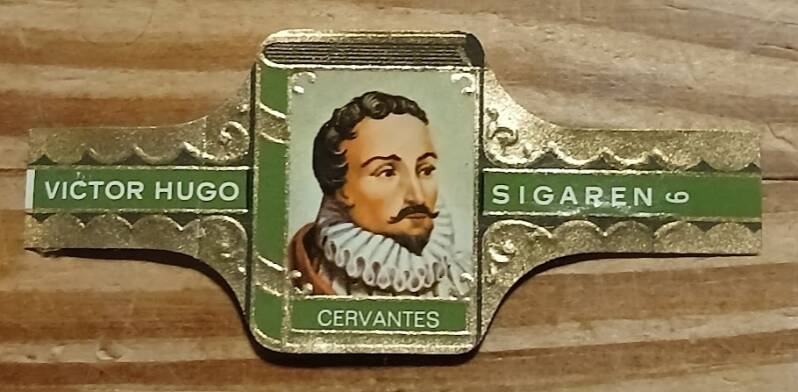 VICTOR HUGO SIGAREN 6
CERVANTES